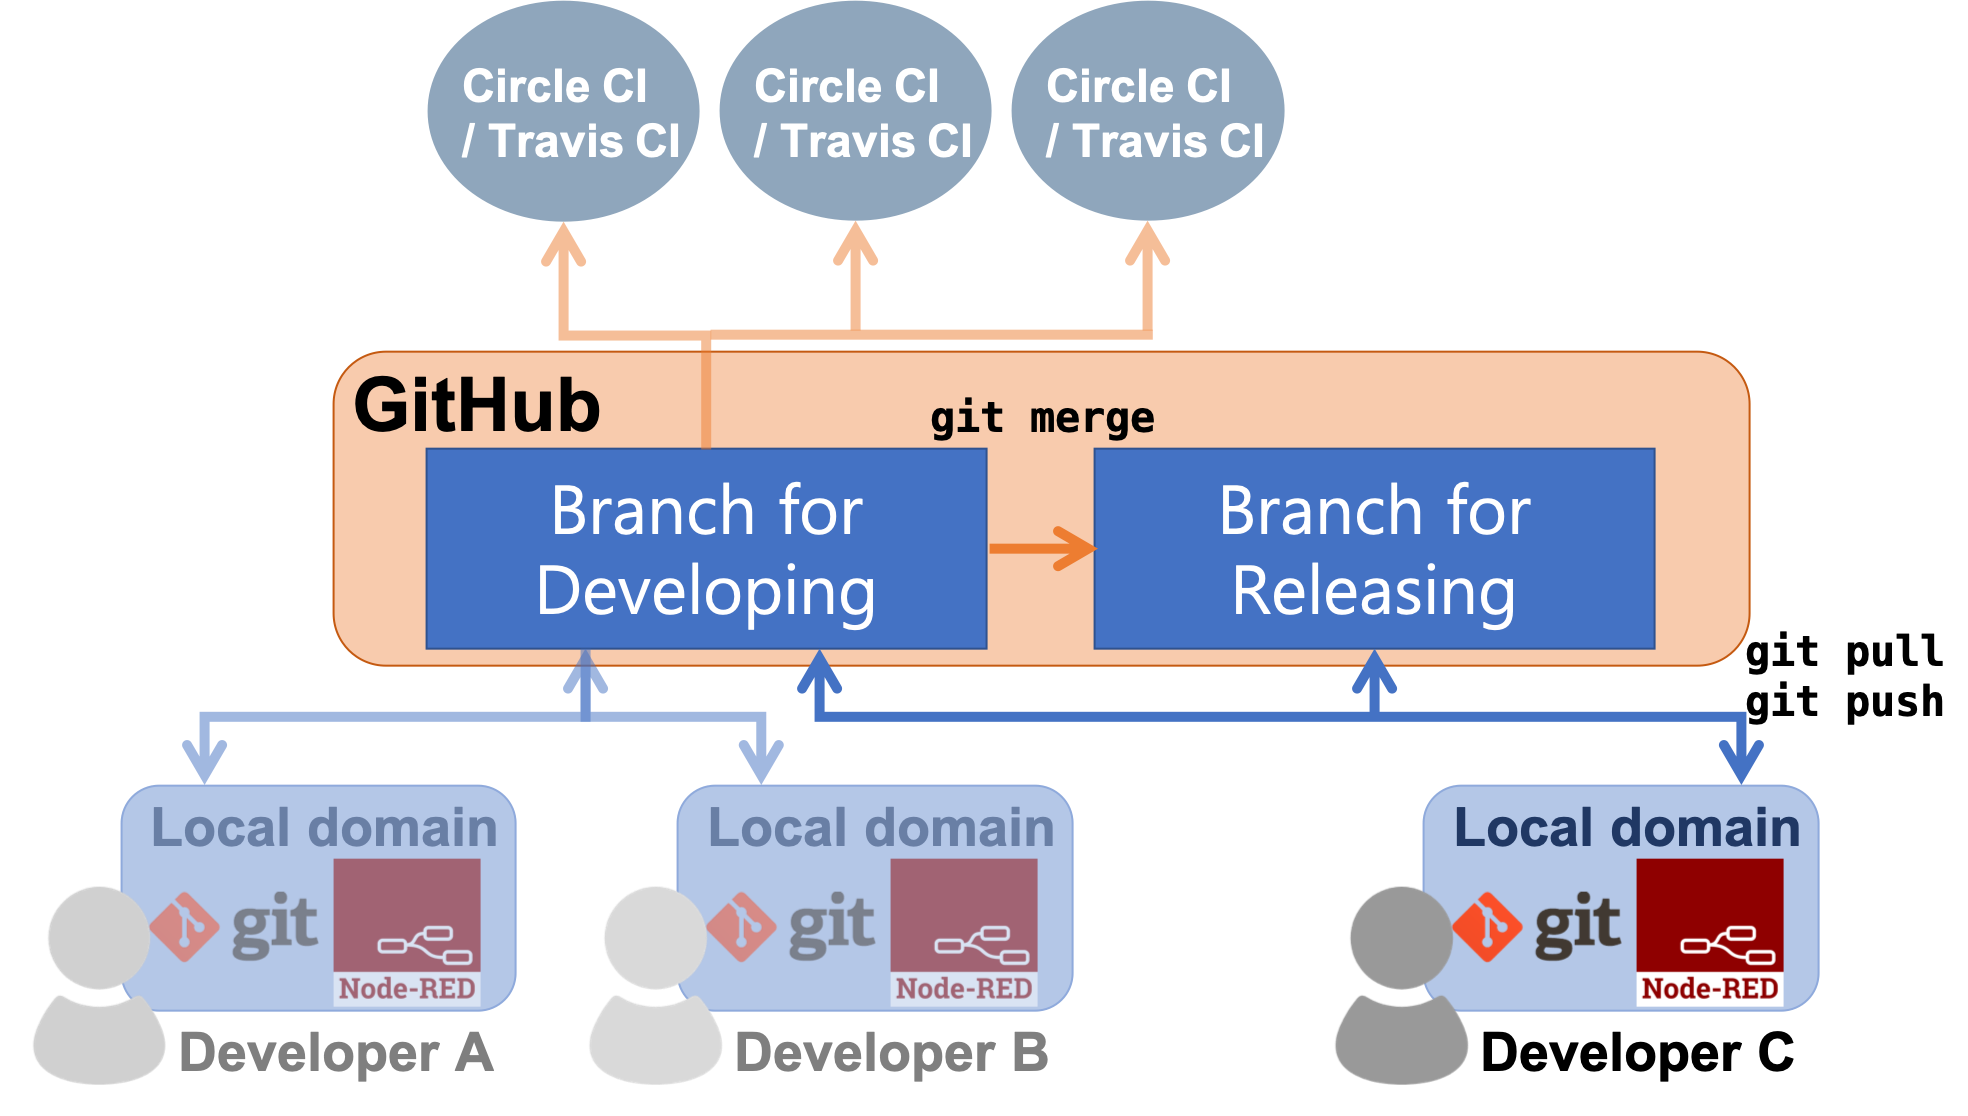 Circle CI
/ Travis CI
Circle CI
/ Travis CI
Circle CI
/ Travis CI
GitHub
git merge
Branch for
Developing
Branch for
Releasing
git pull
git push
Local domain
git
Node-RED
Developer A
Local domain
git
Node-RED
Developer B
Local domain
git
Node-RED
Developer C